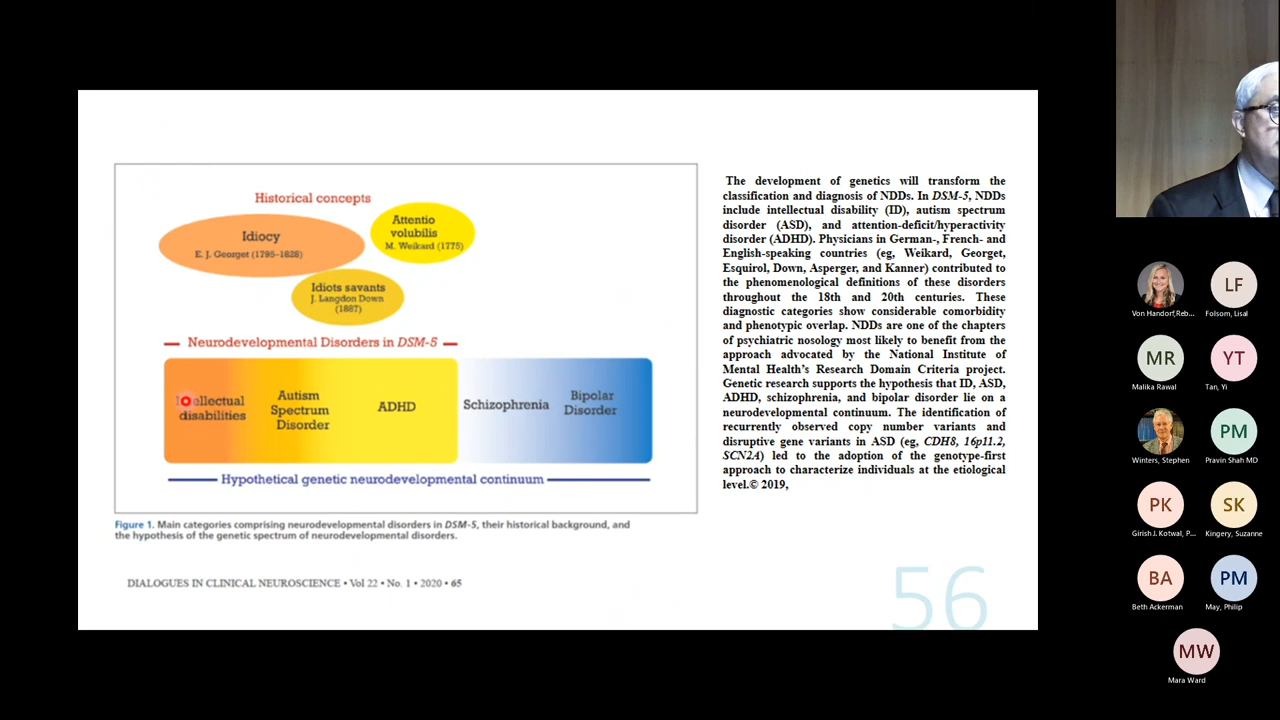 Historical concepts
Idiocy
E. J. Georget (1795–1828)
Attentio
volubilis
M. Weikard (1775)
Idiots savants
J. Langdon Down
(1887)
Neurodevelopmental Disorders in DSM-5
Intellectual
disabilities
Autism
Spectrum
Disorder
ADHD
Schizophrenia
Bipolar
Disorder
Hypothetical genetic neurodevelopmental continuum
Figure 1. Main categories comprising neurodevelopmental disorders in DSM-5, their historical background, and
the hypothesis of the genetic spectrum of neurodevelopmental disorders.
DIALOGUES IN CLINICAL NEUROSCIENCE • Vol 22 • No. 1 • 2020 • 65
The development of genetics will transform the
classification and diagnosis of NDDs. In DSM-5, NDDs
include intellectual disability (ID), autism spectrum
disorder (ASD), and attention-deficit/hyperactivity
disorder (ADHD). Physicians in German-, French- and
English-speaking countries (eg, Weikard, Georget,
Esquirol, Down, Asperger, and Kanner) contributed to
the phenomenological definitions of these disorders
throughout the 18th and 20th centuries. These
diagnostic categories show considerable comorbidity
and phenotypic overlap. NDDs are one of the chapters
of psychiatric nosology most likely to benefit from the
approach advocated by the National Institute of
Mental Health's Research Domain Criteria project.
Genetic research supports the hypothesis that ID, ASD,
ADHD, schizophrenia, and bipolar disorder lie on a
neurodevelopmental continuum. The identification of
recurrently observed copy number variants and
disruptive gene variants in ASD (eg, CDH8, 16p11.2,
SCN2A) led to the adoption of the genotype-first
approach to characterize individuals at the etiological
level.© 2019,
56
Von Handorf,Reb...
LF
Folsom, Lisal
MR
Malika Rawal
YT
Tan, Yi
Winters, Stephen
PM
Pravin Shah MD
PK
Girish J. Kotwal, P...
SK
Kingery, Suzanne
BA
Beth Ackerman
PM
May, Philip
MW
Mara Ward